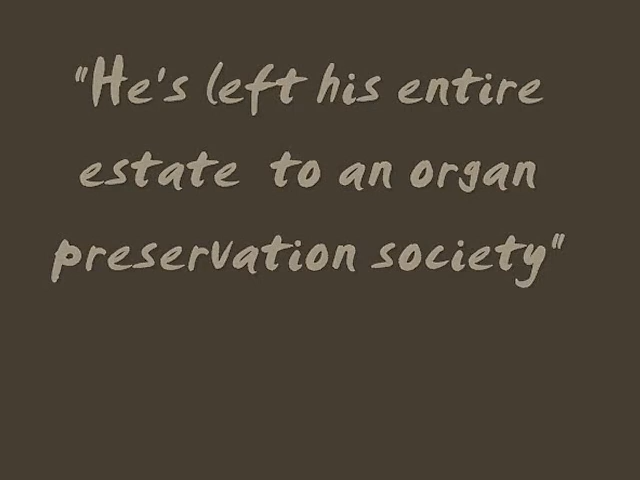 "He's left his entire
estate to an organ
preservation society"